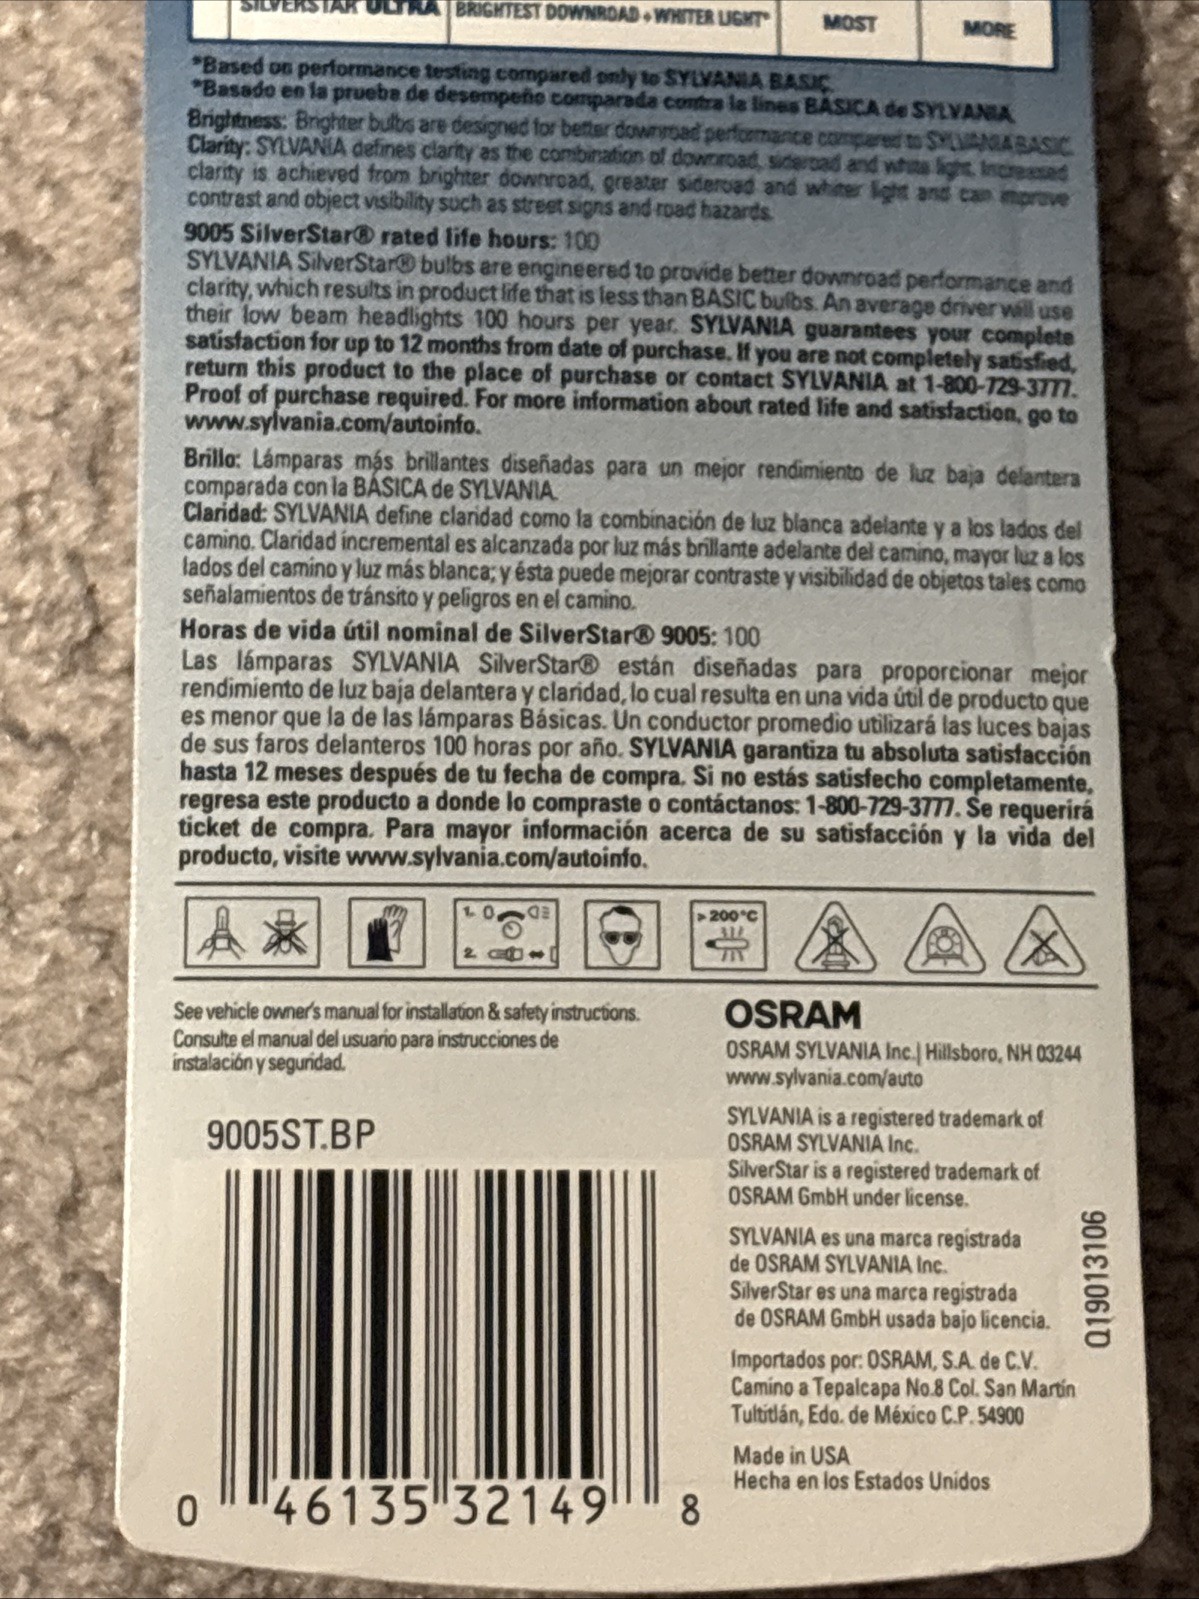 SILVERSTAR ULTRA BRIGHTEST DOWNROAD + WHITER LIGHT* MOST MORE
*Based on performance testing compared only to SYLVANIA BASIC.
*Basado en la prueba de desempeño comparada contra la línea BÁSICA de SYLVANIA.
Brightness: Brighter bulbs are designed for better downroad performance compared to SYLVANIA BASIC.
Clarity: SYLVANIA defines clarity as the combination of downroad, sideroad and white light. Increased
clarity is achieved from brighter downroad, greater sideroad and whiter light and can improve
contrast and object visibility such as street signs and road hazards.
9005 SilverStar® rated life hours: 100
SYLVANIA SilverStar® bulbs are engineered to provide better downroad performance and
clarity, which results in product life that is less than BASIC bulbs. An average driver will use
their low beam headlights 100 hours per year. SYLVANIA guarantees your complete
satisfaction for up to 12 months from date of purchase. If you are not completely satisfied,
return this product to the place of purchase or contact SYLVANIA at 1-800-729-3777.
Proof of purchase required. For more information about rated life and satisfaction, go to
www.sylvania.com/autoinfo.
Brillo: Lámparas más brillantes diseñadas para un mejor rendimiento de luz baja delantera
comparada con la BÁSICA de SYLVANIA.
Claridad: SYLVANIA define claridad como la combinación de luz blanca adelante y a los lados del
camino. Claridad incremental es alcanzada por luz más brillante adelante del camino, mayor luz a los
lados del camino y luz más blanca; y ésta puede mejorar contraste y visibilidad de objetos tales como
señalamientos de tránsito y peligros en el camino.
Horas de vida útil nominal de SilverStar® 9005: 100
Las lámparas SYLVANIA SilverStar® están diseñadas para proporcionar mejor
rendimiento de luz baja delantera y claridad, lo cual resulta en una vida útil de producto que
es menor que la de las lámparas Básicas. Un conductor promedio utilizará las luces bajas
de sus faros delanteros 100 horas por año. SYLVANIA garantiza tu absoluta satisfacción
hasta 12 meses después de tu fecha de compra. Si no estás satisfecho completamente,
regresa este producto a donde lo compraste o contáctanos: 1-800-729-3777. Se requerirá
ticket de compra. Para mayor información acerca de su satisfacción y la vida del
producto, visite www.sylvania.com/autoinfo.
1. 0
2.
>200°C
See vehicle owner's manual for installation & safety instructions.
Consulte el manual del usuario para instrucciones de
instalación y seguridad.
9005ST.BP
0 46135 32149 8
OSRAM
OSRAM SYLVANIA Inc. | Hillsboro, NH 03244
www.sylvania.com/auto
SYLVANIA is a registered trademark of
OSRAM SYLVANIA Inc.
SilverStar is a registered trademark of
OSRAM GmbH under license.
SYLVANIA es una marca registrada
de OSRAM SYLVANIA Inc.
SilverStar es una marca registrada
de OSRAM GmbH usada bajo licencia.
Importados por: OSRAM, S.A. de C.V.
Camino a Tepalcapa No.8 Col. San Martín
Tultitlán, Edo. de México C.P. 54900
Made in USA
Hecha en los Estados Unidos
Q19013106